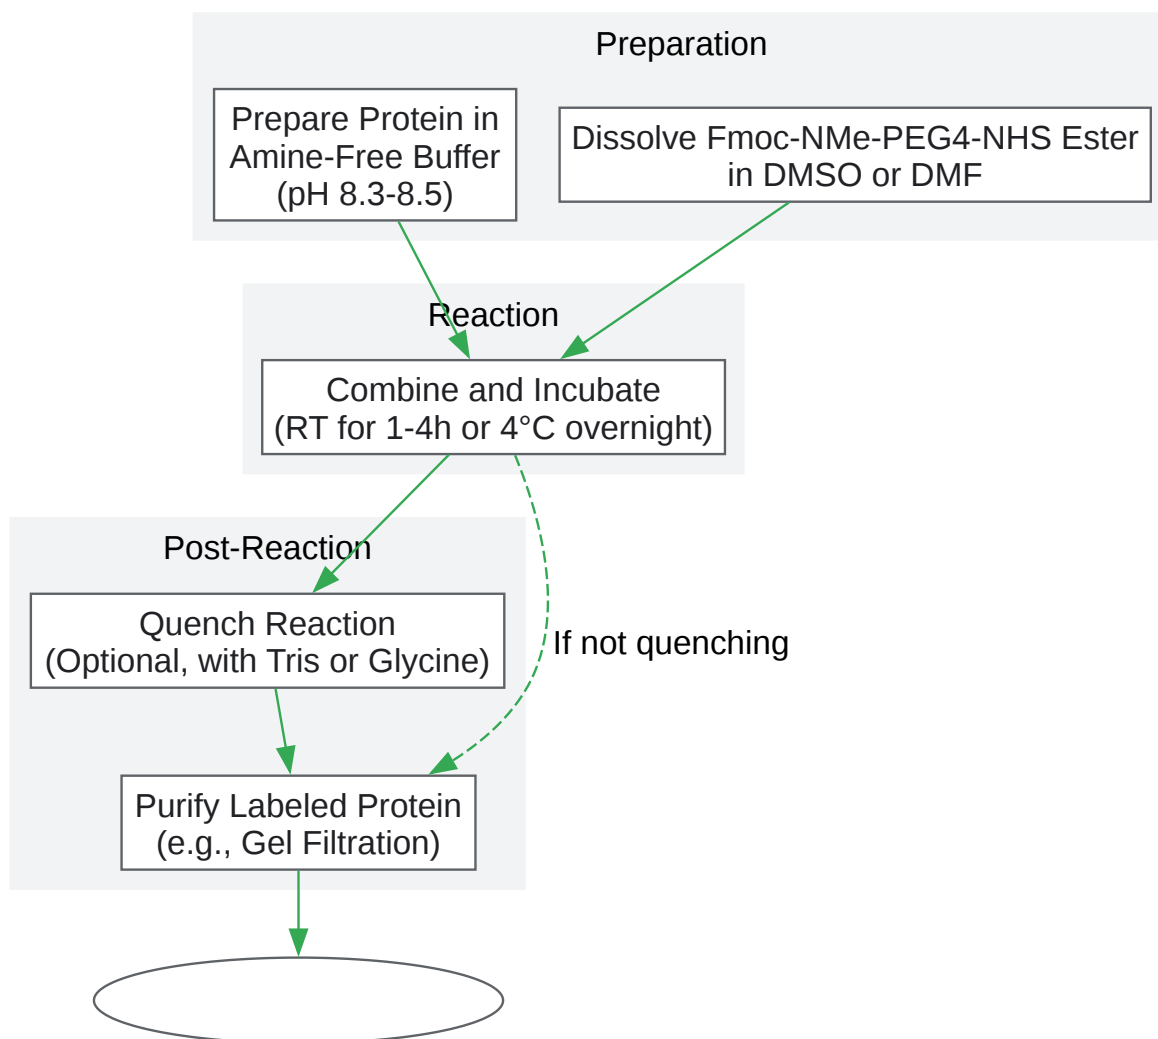 Preparation
Prepare Protein in
Amine-Free Buffer
(pH 8.3-8.5)
Dissolve Fmoc-NMe-PEG4-NHS Ester
in DMSO or DMF
Reaction
Combine and Incubate
(RT for 1-4h or 4°C overnight)
Post-Reaction
Quench Reaction
(Optional, with Tris or Glycine)
If not quenching
Purify Labeled Protein
(e.g., Gel Filtration)